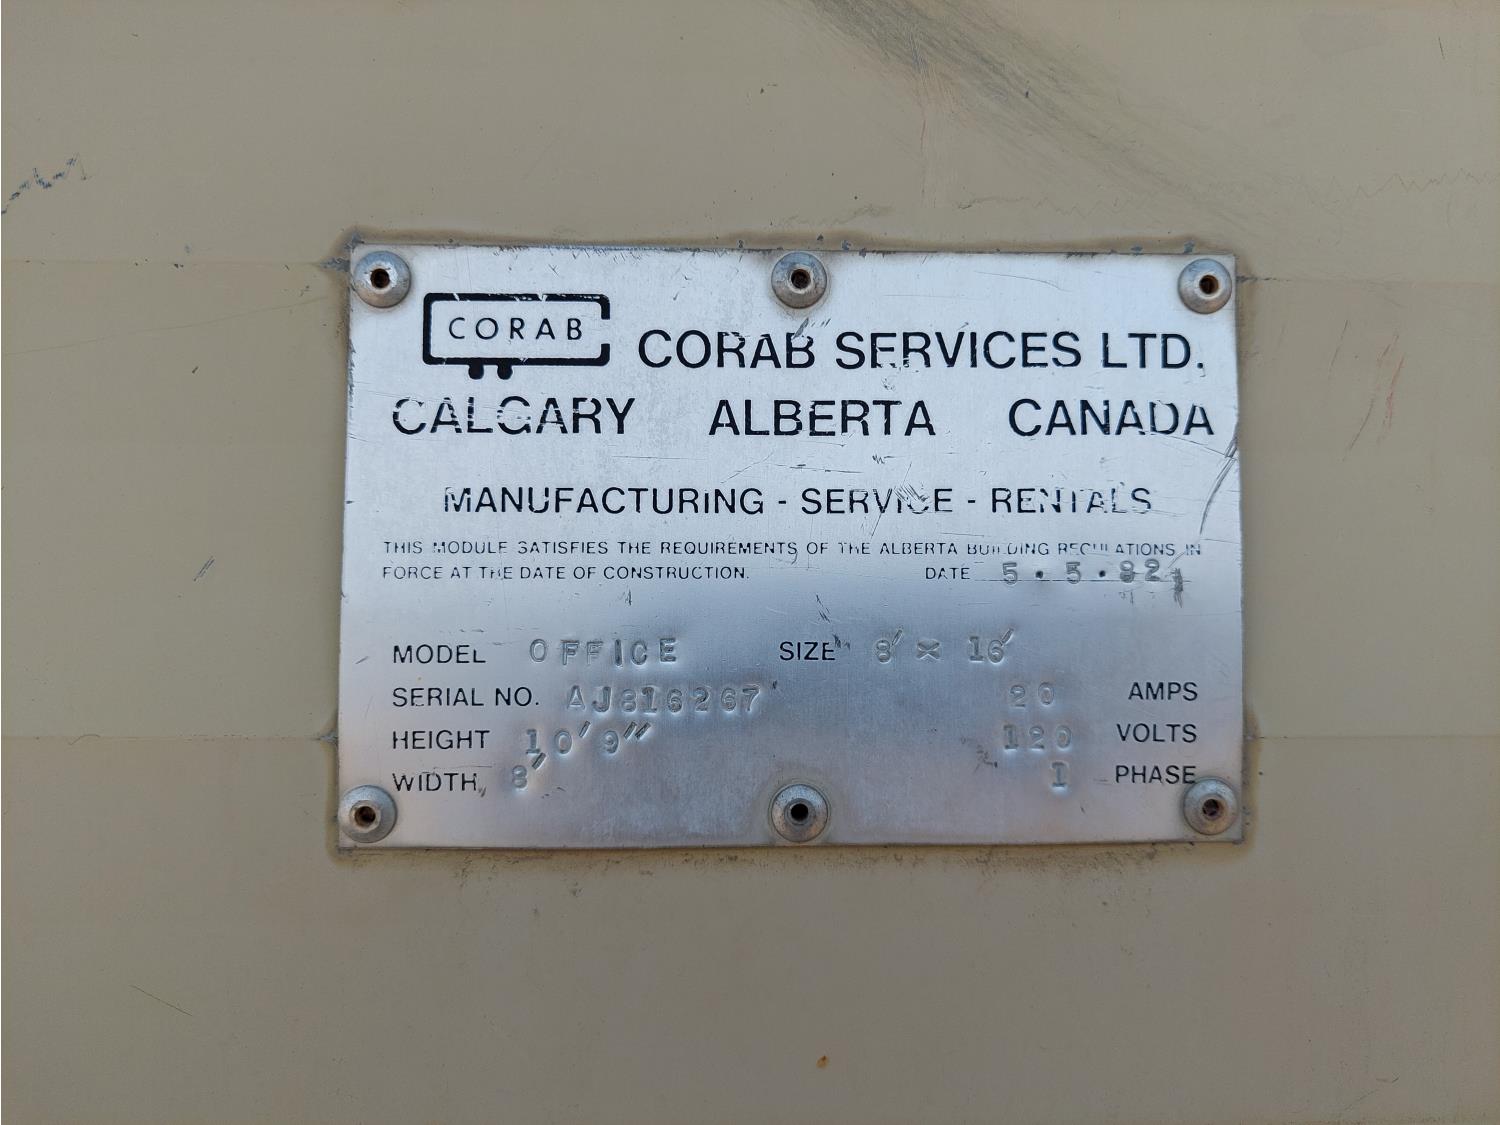 CORAB
CORAB SERVICES LTD.
CALGARY ALBERTA CANADA
MANUFACTURING - SERVICE - RENTALS
THIS MODULE SATISFIES THE REQUIREMENTS OF THE ALBERTA BUILDING REGULATIONS IN
FORCE AT THE DATE OF CONSTRUCTION. DATE 5.5.82
MODEL OFFICE SIZE 8' X 16'
SERIAL NO. AJ816267 20 AMPS
HEIGHT 10'9" 120 VOLTS
WIDTH 8' 1 PHASE